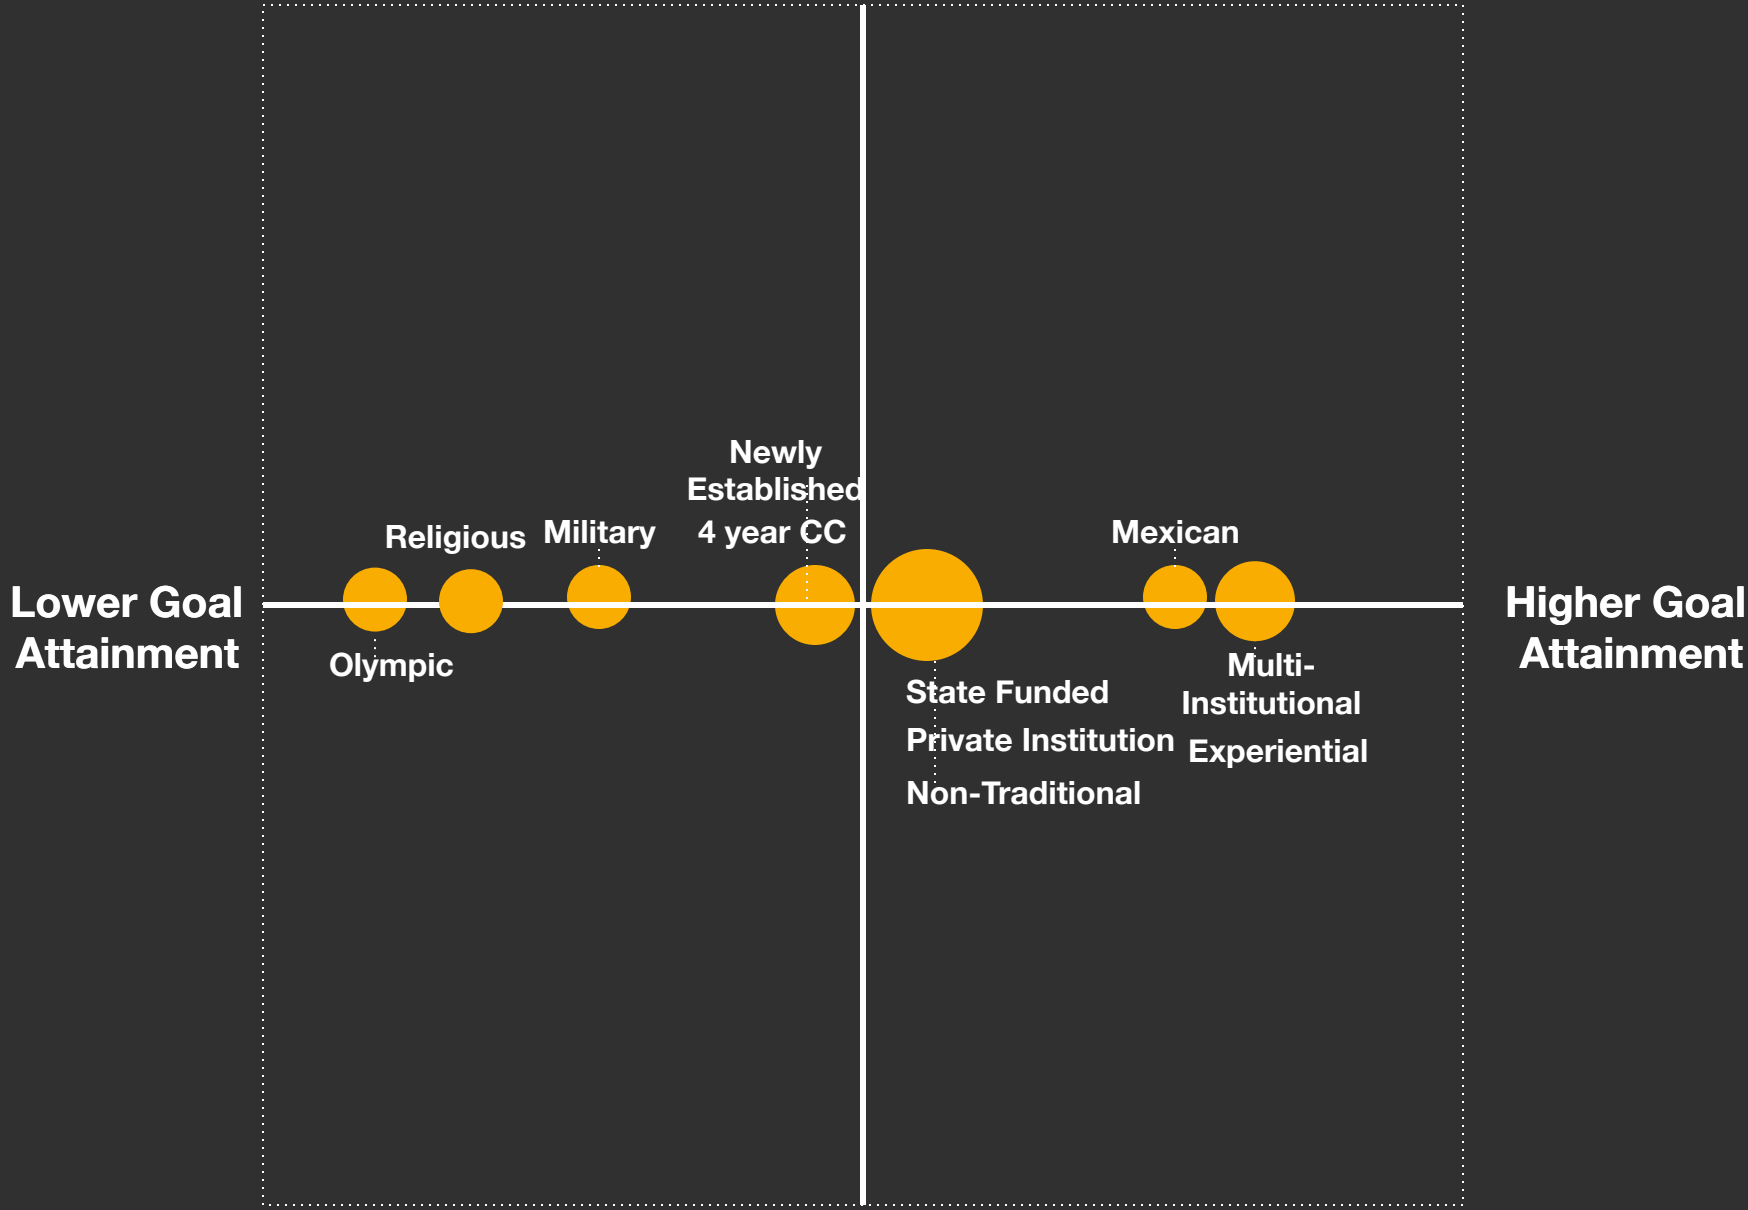 Newly
Established
4 year CC
Religious
Military
Mexican
Lower Goal
Attainment
Higher Goal
Attainment
Olympic
Multi-
Institutional
Experiential
State Funded
Private Institution
Non-Traditional